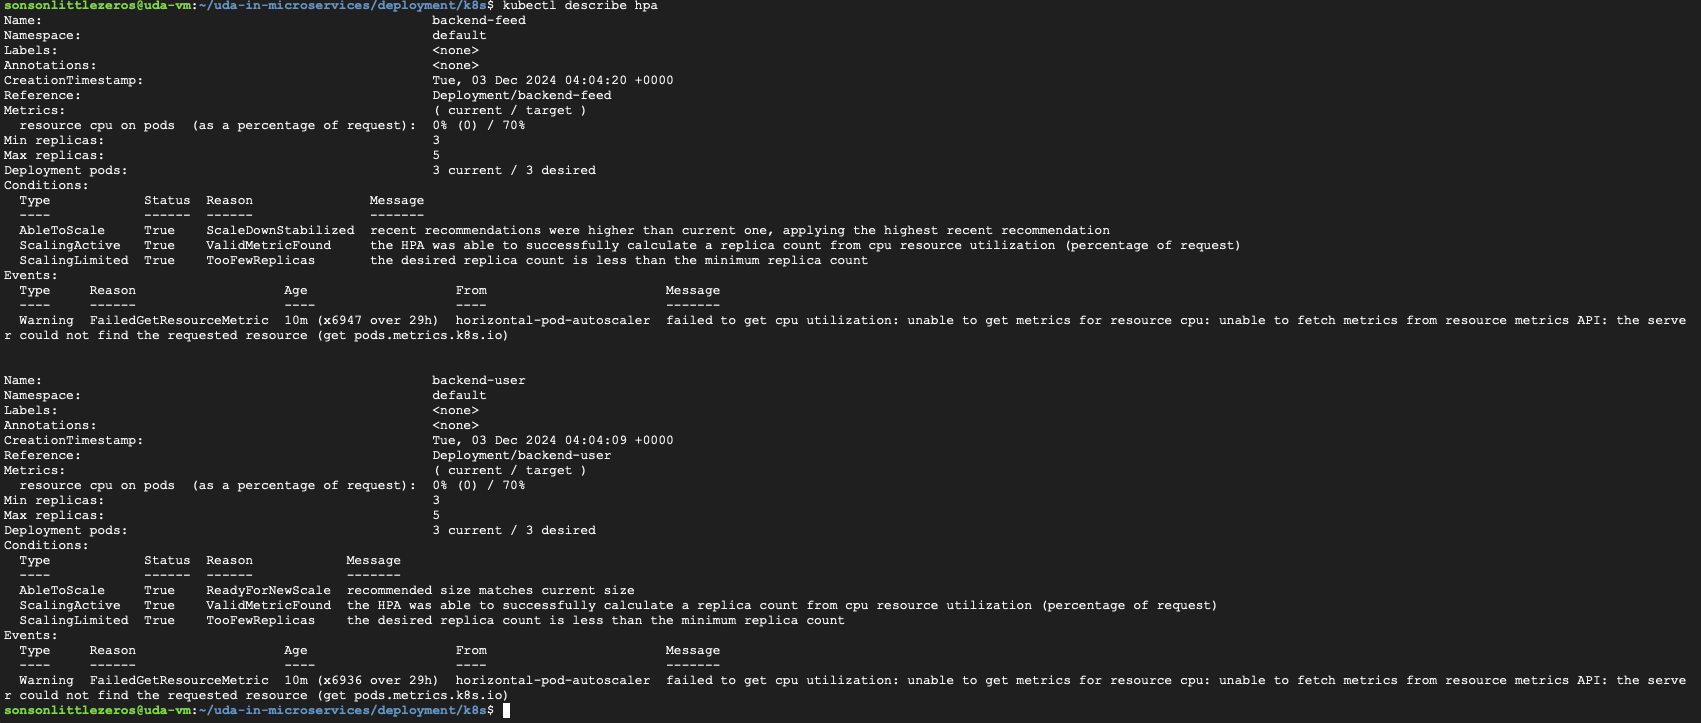 sonsonlittlezeros@uda-vm:~/uda-in-microservices/deployment/k8s$ kubectl describe hpa
Name:                                                  backend-feed
Namespace:                                             default
Labels:                                                <none>
Annotations:                                           <none>
CreationTimestamp:                                     Tue, 03 Dec 2024 04:04:20 +0000
Reference:                                             Deployment/backend-feed
Metrics:                                               ( current / target )
  resource cpu on pods  (as a percentage of request):  0% (0) / 70%
Min replicas:                                          3
Max replicas:                                          5
Deployment pods:                                       3 current / 3 desired
Conditions:
  Type            Status  Reason               Message
  ----            ------  ------               -------
  AbleToScale     True    ScaleDownStabilized  recent recommendations were higher than current one, applying the highest recent recommendation
  ScalingActive   True    ValidMetricFound     the HPA was able to successfully calculate a replica count from cpu resource utilization (percentage of request)
  ScalingLimited  True    TooFewReplicas       the desired replica count is less than the minimum replica count
Events:
  Type     Reason                   Age                   From                       Message
  ----     ------                   ----                  ----                       -------
  Warning  FailedGetResourceMetric  10m (x6947 over 29h)  horizontal-pod-autoscaler  failed to get cpu utilization: unable to get metrics for resource cpu: unable to fetch metrics from resource metrics API: the serve
r could not find the requested resource (get pods.metrics.k8s.io)
Name:                                                  backend-user
Namespace:                                             default
Labels:                                                <none>
Annotations:                                           <none>
CreationTimestamp:                                     Tue, 03 Dec 2024 04:04:09 +0000
Reference:                                             Deployment/backend-user
Metrics:                                               ( current / target )
  resource cpu on pods  (as a percentage of request):  0% (0) / 70%
Min replicas:                                          3
Max replicas:                                          5
Deployment pods:                                       3 current / 3 desired
Conditions:
  Type            Status  Reason            Message
  ----            ------  ------            -------
  AbleToScale     True    ReadyForNewScale  recommended size matches current size
  ScalingActive   True    ValidMetricFound  the HPA was able to successfully calculate a replica count from cpu resource utilization (percentage of request)
  ScalingLimited  True    TooFewReplicas    the desired replica count is less than the minimum replica count
Events:
  Type     Reason                   Age                   From                       Message
  ----     ------                   ----                  ----                       -------
  Warning  FailedGetResourceMetric  10m (x6936 over 29h)  horizontal-pod-autoscaler  failed to get cpu utilization: unable to get metrics for resource cpu: unable to fetch metrics from resource metrics API: the serve
r could not find the requested resource (get pods.metrics.k8s.io)
sonsonlittlezeros@uda-vm:~/uda-in-microservices/deployment/k8s$